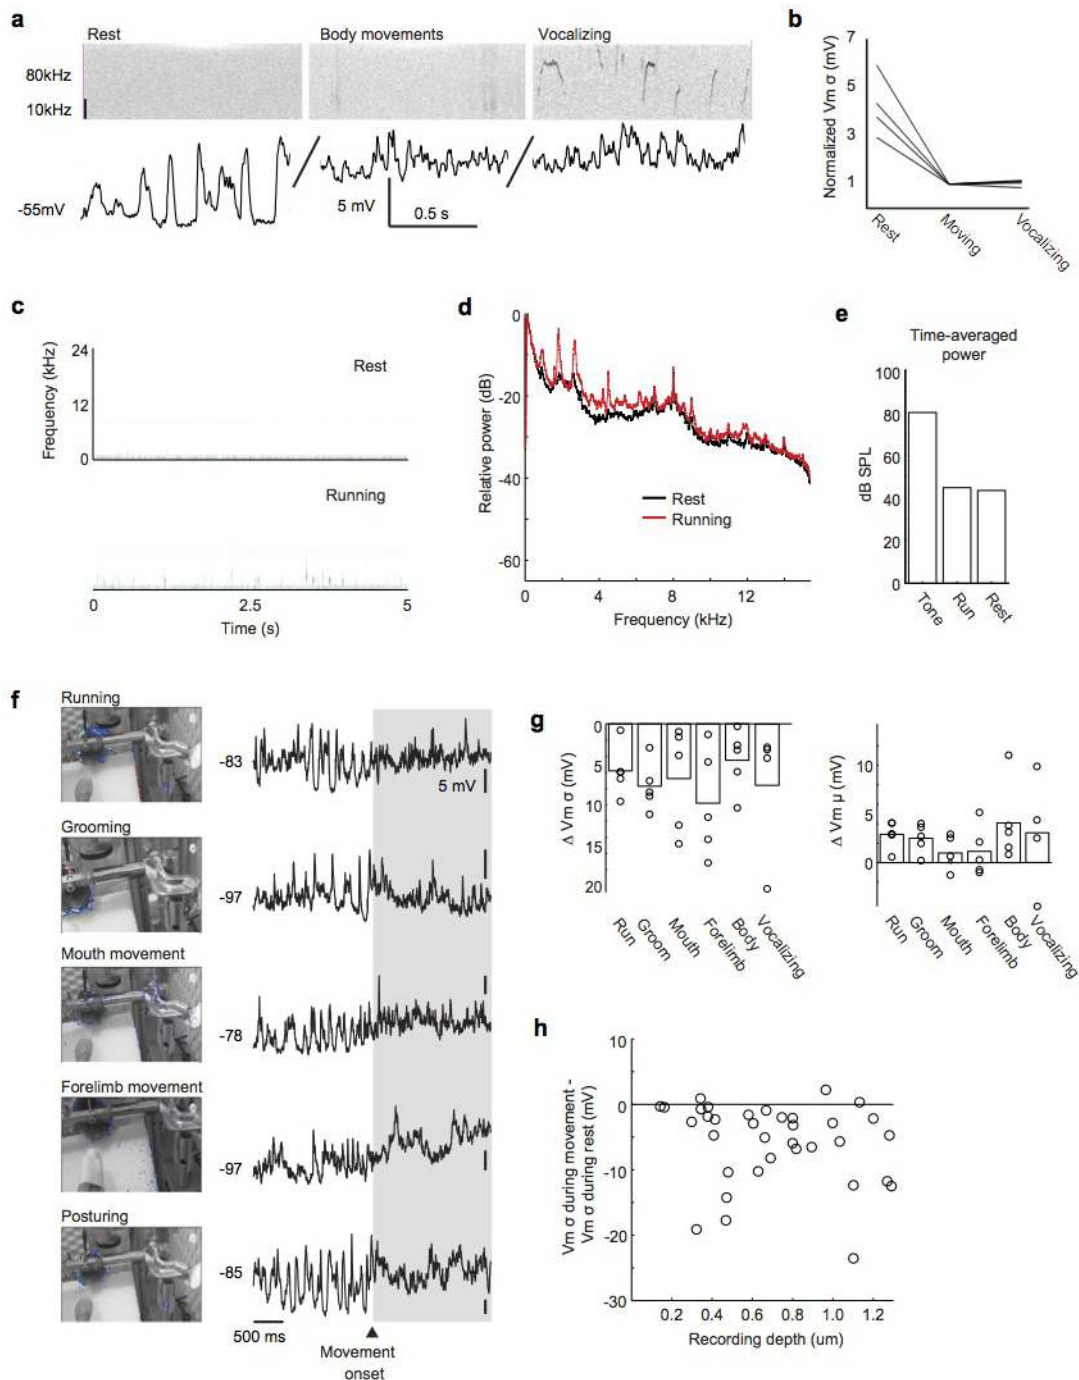 a
Rest
Body movements
Vocalizing
80kHz
10kHz
-55mV
5 mV
0.5 s
b
Normalized Vm σ (mV)
7
5
3
1
Rest
Moving
Vocalizing
c
Frequency (kHz)
24
12
0
Rest
Running
0
2.5
5
Time (s)
d
Relative power (dB)
0
-20
-40
-60
Rest
Running
0
4
8
12
Frequency (kHz)
e
Time-averaged
power
dB SPL
100
80
60
40
20
0
Tone
Run
Rest
f
Running
-83
5 mV
Grooming
-97
Mouth movement
-78
Forelimb movement
-97
Posturing
-85
500 ms
Movement
onset
g
Δ Vm σ (mV)
0
5
10
15
20
Run
Groom
Mouth
Forelimb
Body
Vocalizing
Δ Vm μ (mV)
10
5
0
Run
Groom
Mouth
Forelimb
Body
Vocalizing
h
Vm σ during movement -
Vm σ during rest (mV)
10
0
-10
-20
-30
0.2
0.4
0.6
0.8
1.0
1.2
Recording depth (um)